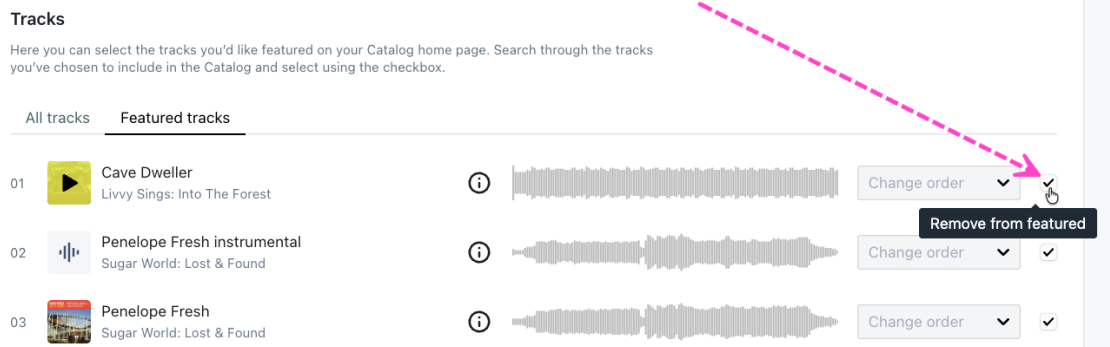 Tracks
Here you can select the tracks you'd like featured on your Catalog home page. Search through the tracks
you've chosen to include in the Catalog and select using the checkbox.
All tracks
Featured tracks
01
Cave Dweller
Livvy Sings: Into The Forest
Change order
Remove from featured
02
Penelope Fresh instrumental
Sugar World: Lost & Found
Change order
03
Penelope Fresh
Sugar World: Lost & Found
Change order